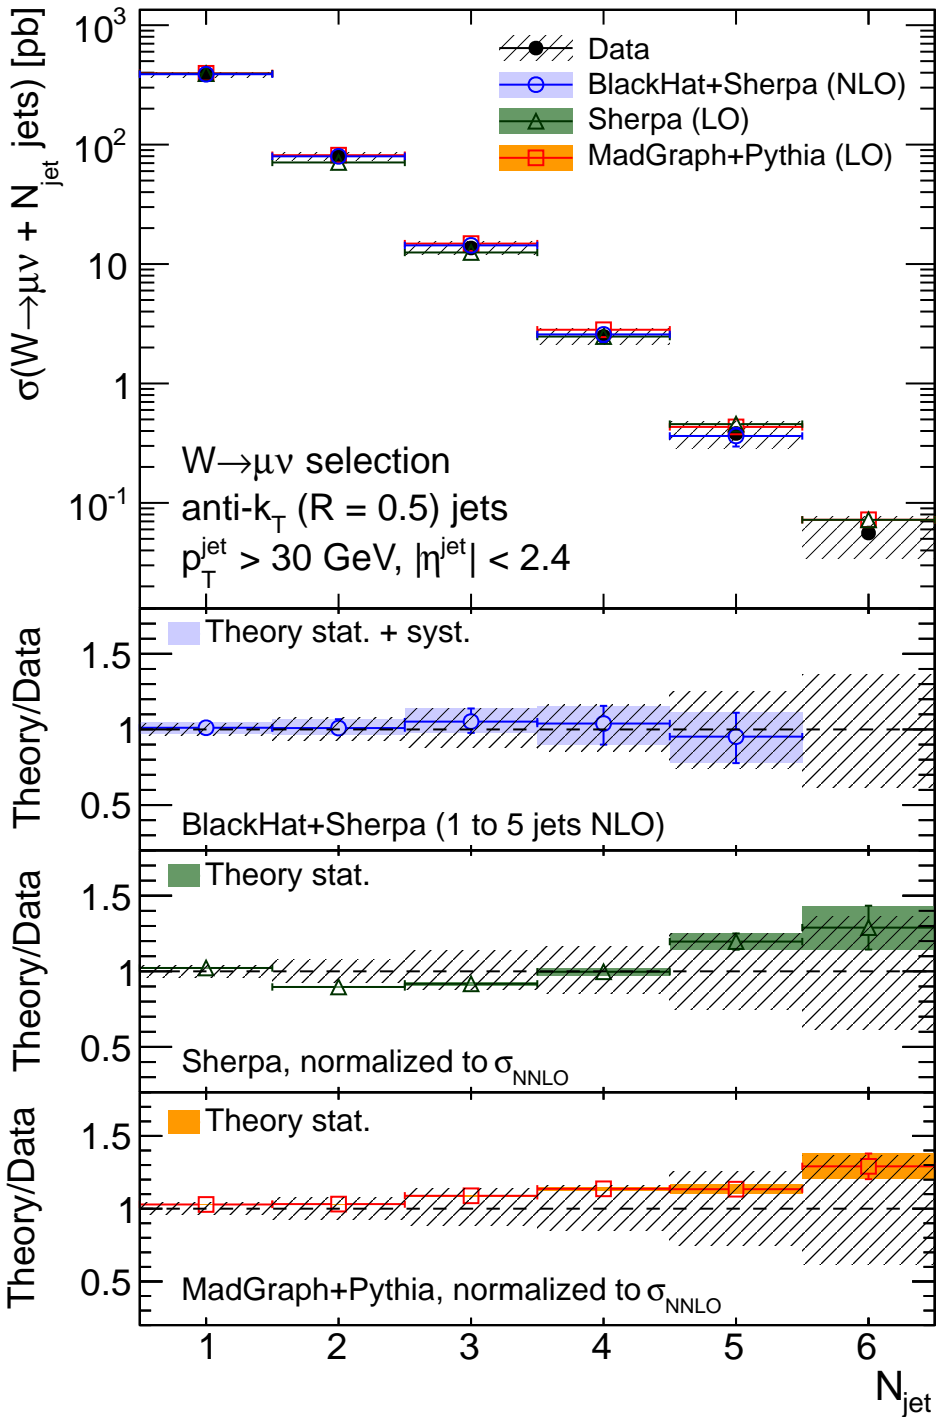 σ(W→μν + N_jet jets) [pb]
10^3
10^2
10
1
10^-1
Data
BlackHat+Sherpa (NLO)
Sherpa (LO)
MadGraph+Pythia (LO)
W→μν selection
anti-k_T (R = 0.5) jets
p_T^jet > 30 GeV, |η^jet| < 2.4
Theory/Data
1.5
1
0.5
Theory stat. + syst.
BlackHat+Sherpa (1 to 5 jets NLO)
Theory/Data
1.5
1
0.5
Theory stat.
Sherpa, normalized to σ_NNLO
Theory/Data
1.5
1
0.5
Theory stat.
MadGraph+Pythia, normalized to σ_NNLO
1 2 3 4 5 6
N_jet